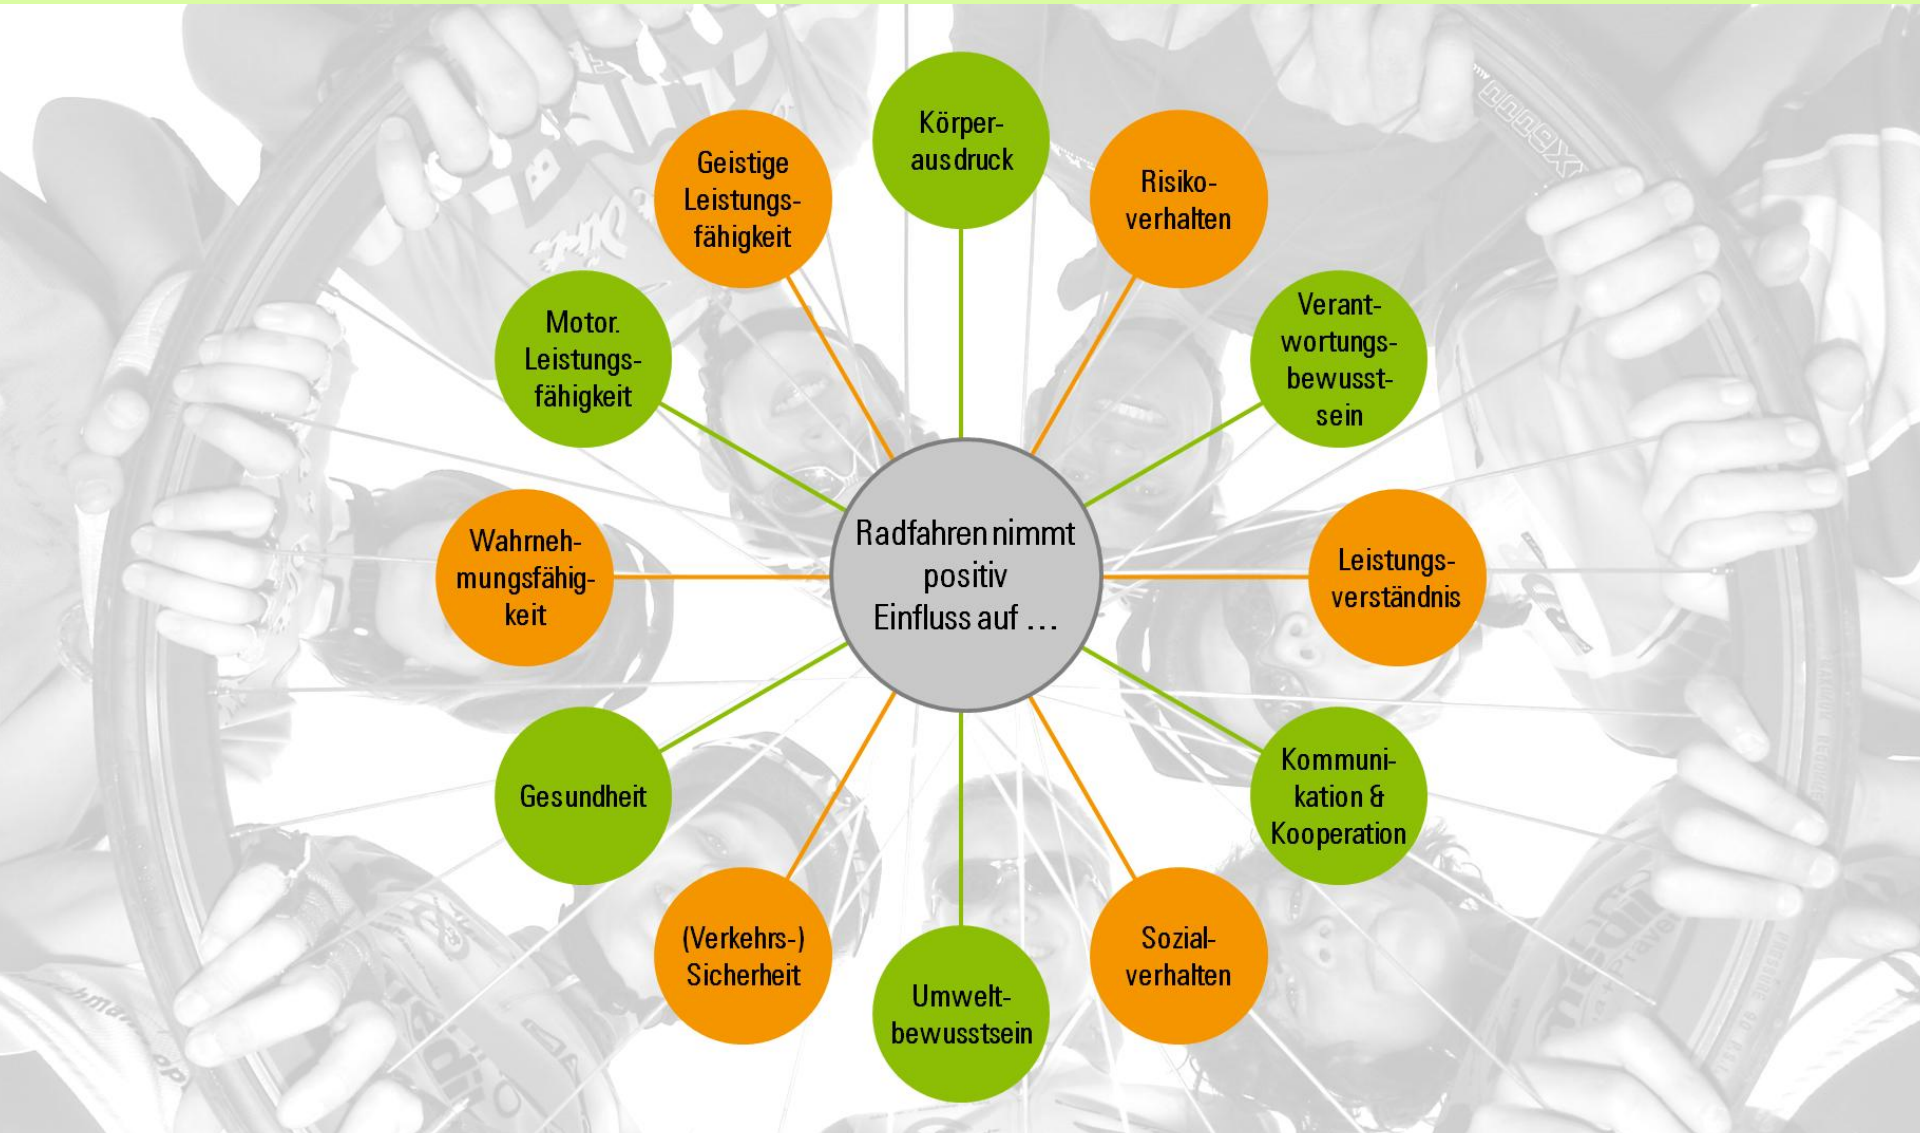 Körper-
ausdruck
Risiko-
verhalten
Verant-
wortungs-
bewusst-
sein
Leistungs-
verständnis
Kommuni-
kation &
Kooperation
Sozial-
verhalten
Umwelt-
bewusstsein
(Verkehrs-)
Sicherheit
Gesundheit
Wahrneh-
mungsfähig-
keit
Motor.
Leistungs-
fähigkeit
Geistige
Leistungs-
fähigkeit
Radfahren nimmt
positiv
Einfluss auf …